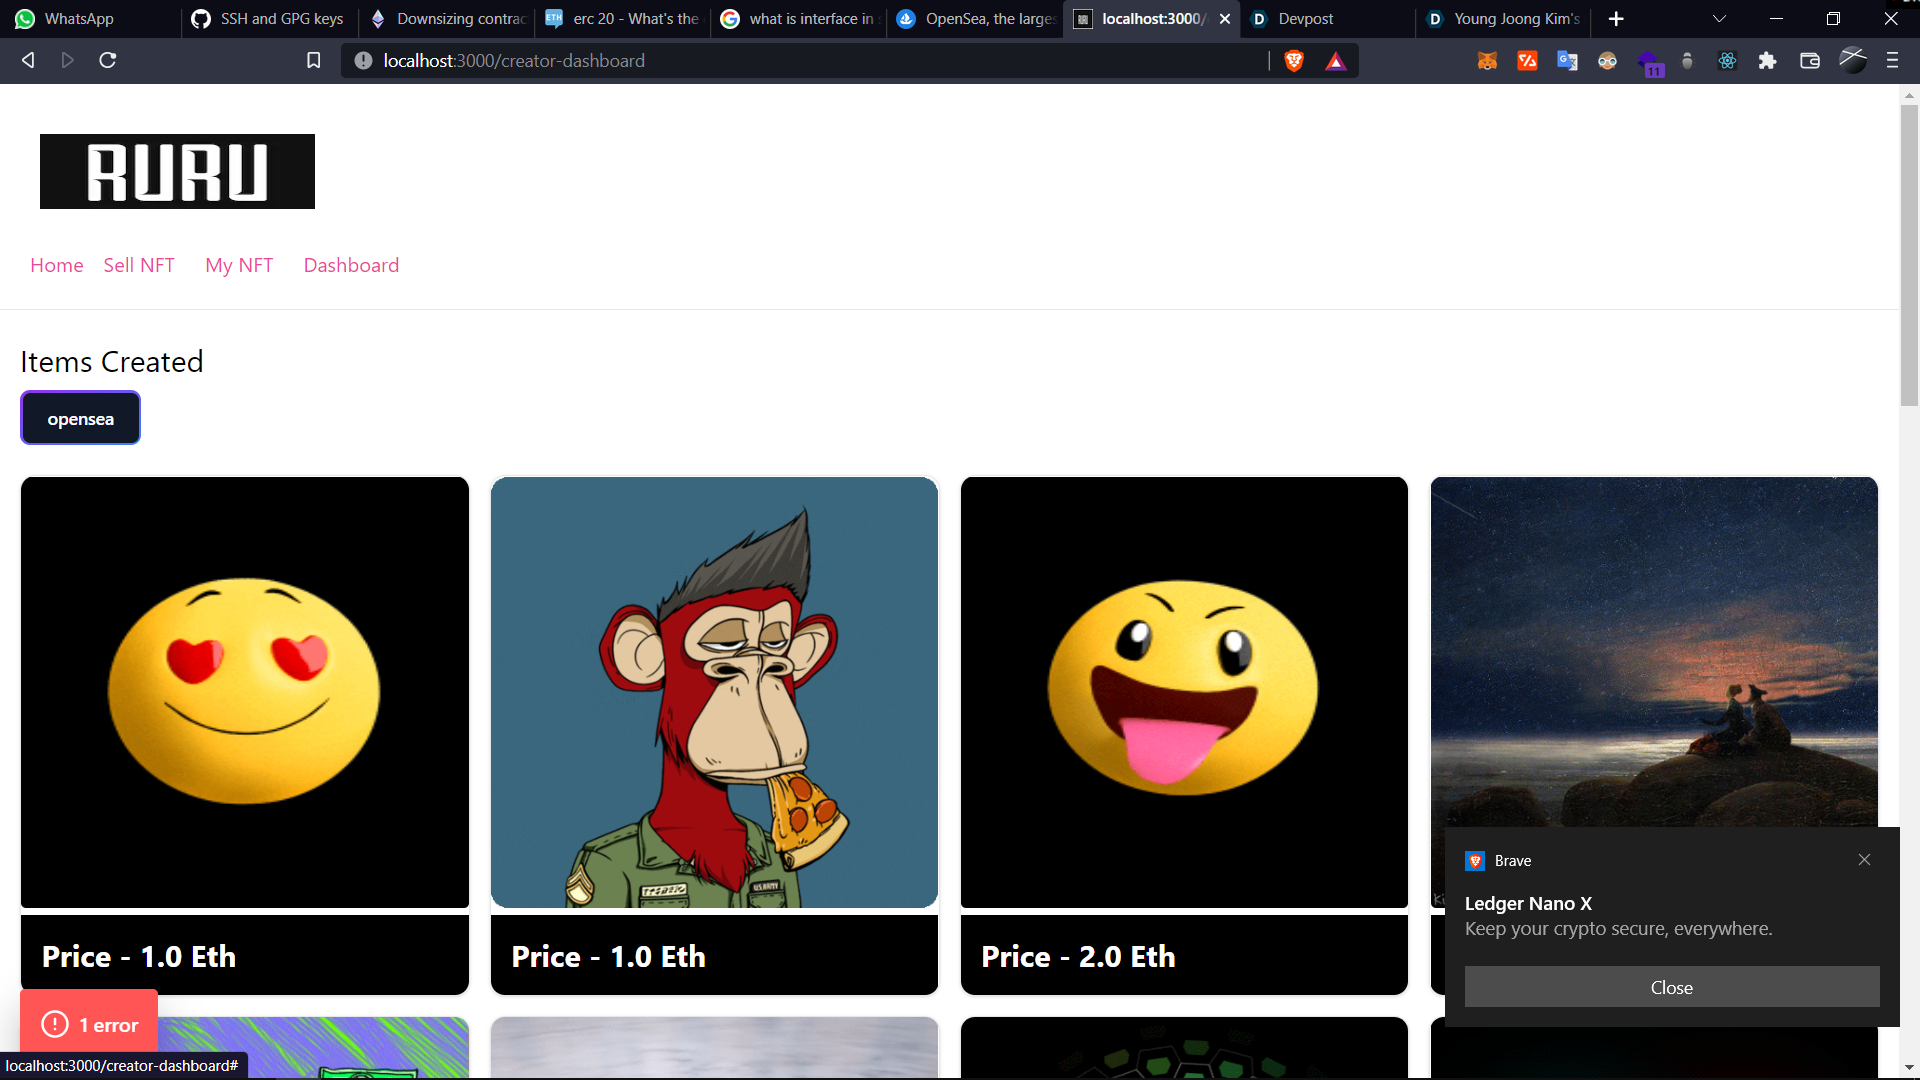 WhatsApp
SSH and GPG keys
Downsizing contrac
ETH erc 20 - What's the
what is interface in s
OpenSea, the larges
localhost:3000/
Devpost
Young Joong Kim's
localhost:3000/creator-dashboard
11
RURU
Home Sell NFT My NFT Dashboard
Items Created
opensea
U.S. ARMY
Price - 1.0 Eth
Price - 1.0 Eth
Price - 2.0 Eth
Brave
Ledger Nano X
Keep your crypto secure, everywhere.
Close
1 error
localhost:3000/creator-dashboard#